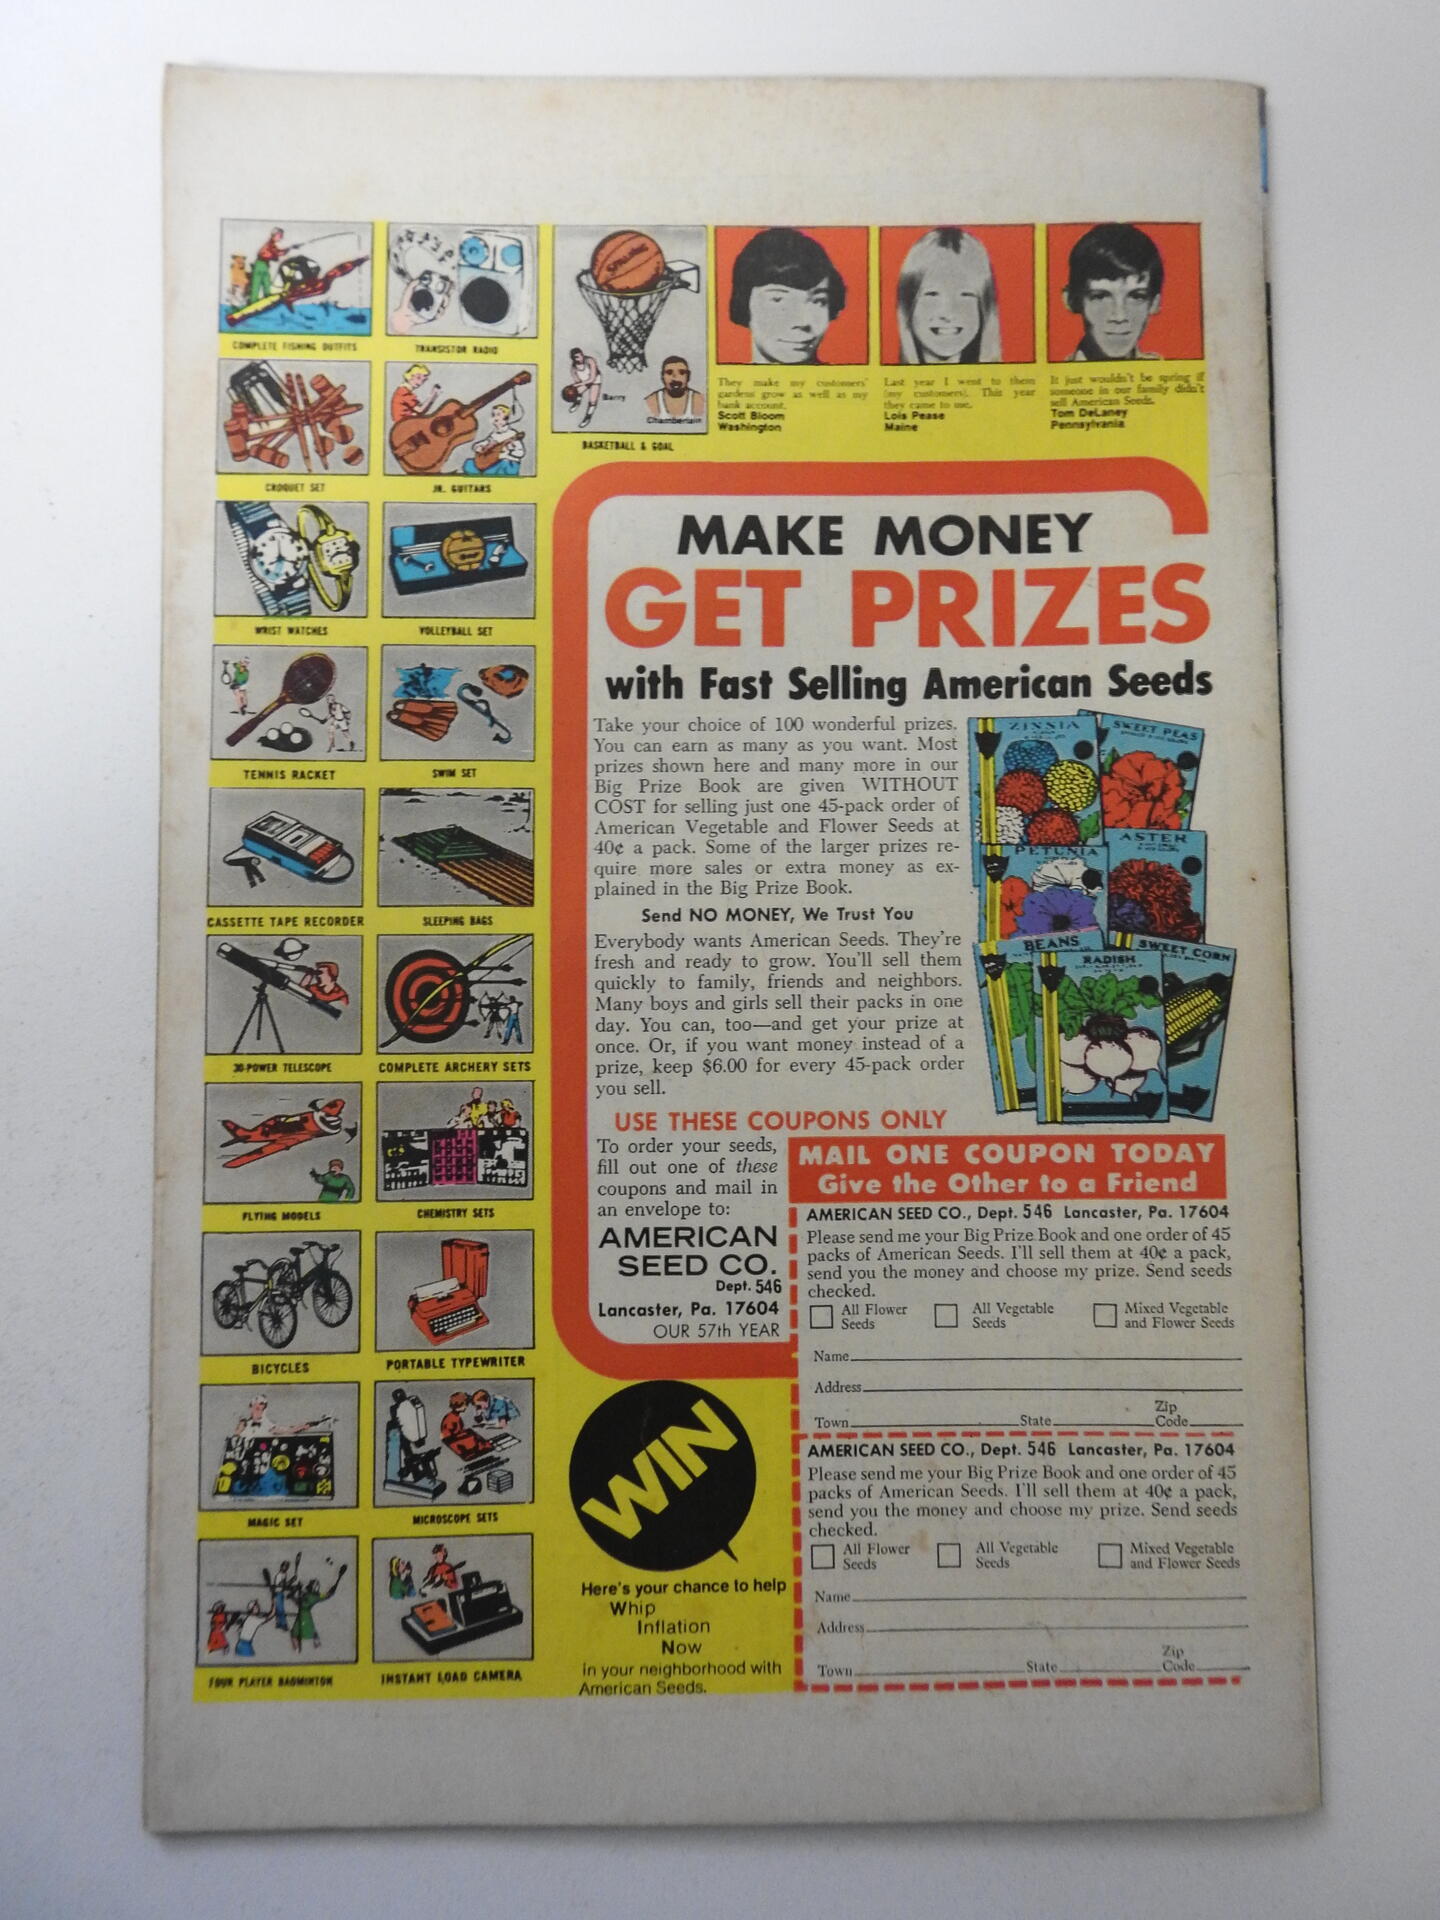 COMPLETE FISHING OUTFITS
TRANSISTOR RADIO
CROQUET SET
JR. GUITARS
WRIST WATCHES
VOLLEYBALL SET
TENNIS RACKET
SWIM SET
CASSETTE TAPE RECORDER
SLEEPING BAGS
30-POWER TELESCOPE
COMPLETE ARCHERY SETS
FLYING MODELS
CHEMISTRY SETS
BICYCLES
PORTABLE TYPEWRITER
MAGIC SET
MICROSCOPE SETS
FOUR PLAYER BADMINTON
INSTANT LOAD CAMERA
SPALDING
Barry
Chamberlain
BASKETBALL & GOAL
They make my customers'
gardens grow as well as my
bank account.
Scott Bloom
Washington
Last year I went to them
(my customers). This year
they came to me.
Lois Pease
Maine
It just wouldn't be spring if
someone in our family didn't
sell American Seeds.
Tom DeLaney
Pennsylvania
MAKE MONEY
GET PRIZES
with Fast Selling American Seeds
Take your choice of 100 wonderful prizes.
You can earn as many as you want. Most
prizes shown here and many more in our
Big Prize Book are given WITHOUT
COST for selling just one 45-pack order of
American Vegetable and Flower Seeds at
40¢ a pack. Some of the larger prizes re-
quire more sales or extra money as ex-
plained in the Big Prize Book.
Send NO MONEY, We Trust You
Everybody wants American Seeds. They're
fresh and ready to grow. You'll sell them
quickly to family, friends and neighbors.
Many boys and girls sell their packs in one
day. You can, too—and get your prize at
once. Or, if you want money instead of a
prize, keep $6.00 for every 45-pack order
you sell.
ZINNIA
SWEET PEAS
PETUNIA
ASTER
BEANS
RADISH
SWEET CORN
USE THESE COUPONS ONLY
To order your seeds,
fill out one of these
coupons and mail in
an envelope to:
AMERICAN
SEED CO.
Dept. 546
Lancaster, Pa. 17604
OUR 57th YEAR
MAIL ONE COUPON TODAY
Give the Other to a Friend
AMERICAN SEED CO., Dept. 546 Lancaster, Pa. 17604
Please send me your Big Prize Book and one order of 45
packs of American Seeds. I'll sell them at 40¢ a pack,
send you the money and choose my prize. Send seeds
checked.
All Flower Seeds
All Vegetable Seeds
Mixed Vegetable and Flower Seeds
Name
Address
Town State Zip Code
AMERICAN SEED CO., Dept. 546 Lancaster, Pa. 17604
Please send me your Big Prize Book and one order of 45
packs of American Seeds. I'll sell them at 40¢ a pack,
send you the money and choose my prize. Send seeds
checked.
All Flower Seeds
All Vegetable Seeds
Mixed Vegetable and Flower Seeds
Name
Address
Town State Zip Code
WIN
Here's your chance to help
Whip
Inflation
Now
in your neighborhood with
American Seeds.